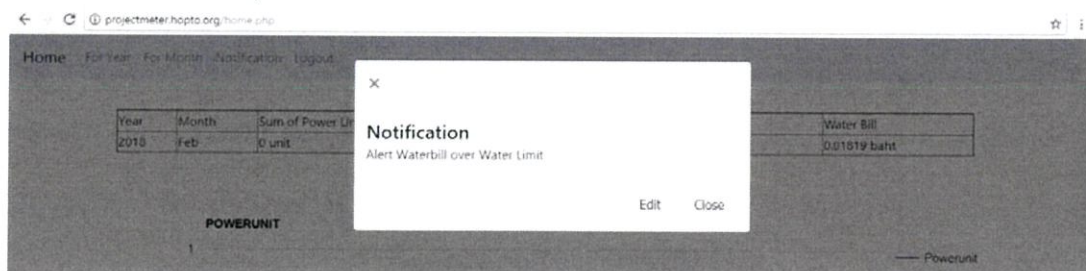 projectmeter.hopto.org/home.php
Home For Year For Month Notification Logout
Year Month Sum of Power Un Water Bill
2018 Feb 0 unit 0.01819 baht
Notification
Alert Waterbill over Water Limit
Edit Close
POWERUNIT
1
Powerunit